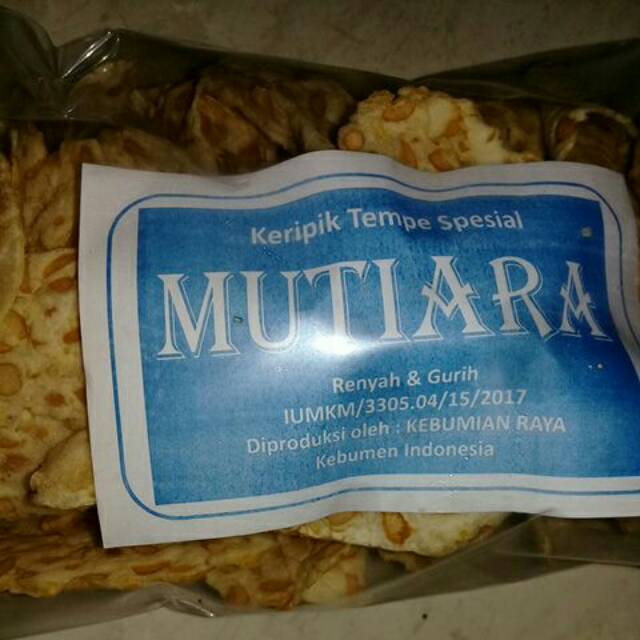 Keripik Tempe Spesial
MUTIARA
Renyah & Gurih
IUMKM/3305.04/15/2017
Diproduksi oleh : KEBUMIAN RAYA
Kebumen Indonesia